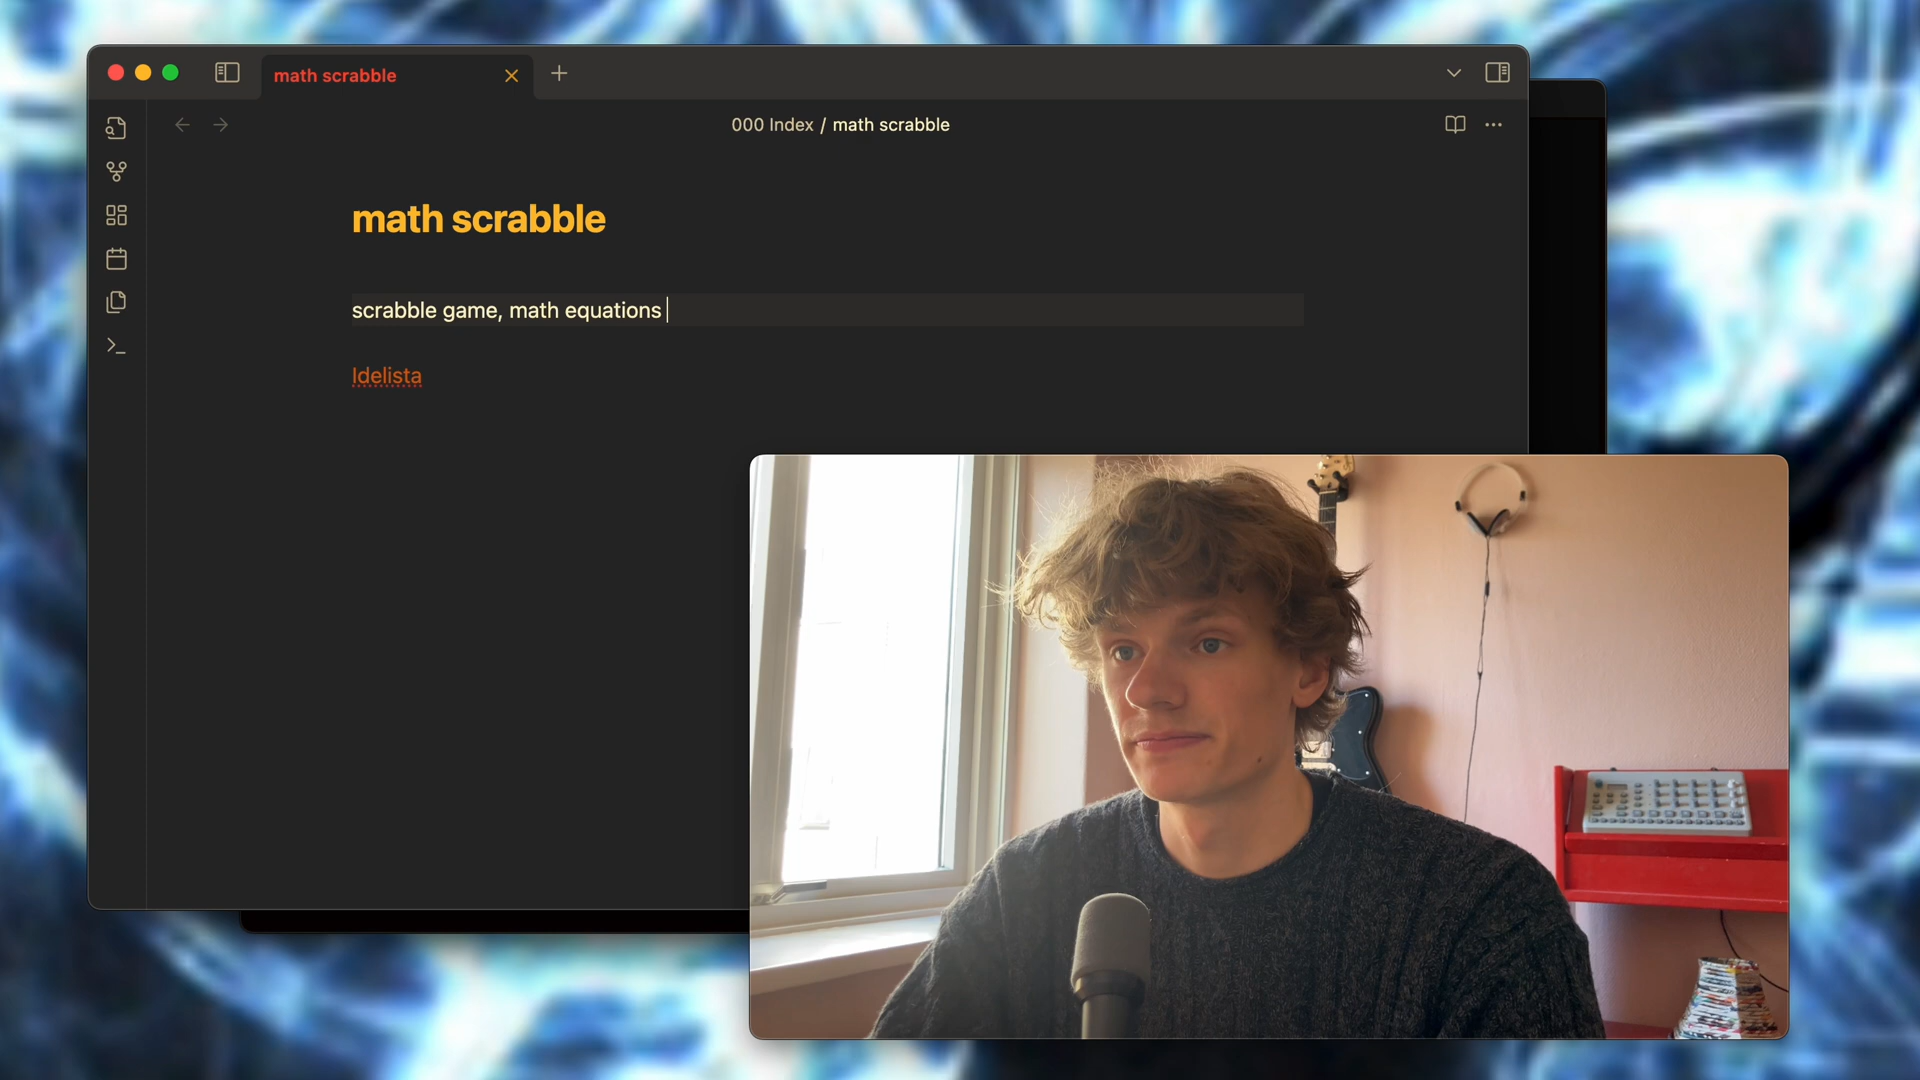 math scrabble
000 Index / math scrabble
math scrabble
scrabble game, math equations
Idelista